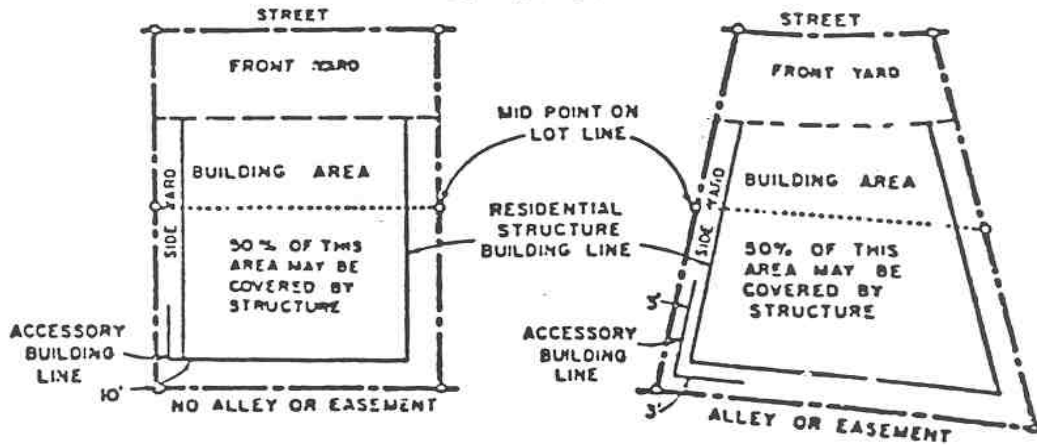 STREET
FRONT YARD
BUILDING AREA
SIDE YARD
50% OF THIS
AREA MAY BE
COVERED BY
STRUCTURE
ACCESSORY
BUILDING
LINE
10'
NO ALLEY OR EASEMENT
MID POINT ON
LOT LINE
RESIDENTIAL
STRUCTURE
BUILDING LINE
STREET
FRONT YARD
BUILDING AREA
SIDE YARD
50% OF THIS
AREA MAY BE
COVERED BY
STRUCTURE
ACCESSORY
BUILDING
LINE
3'
3'
ALLEY OR EASEMENT